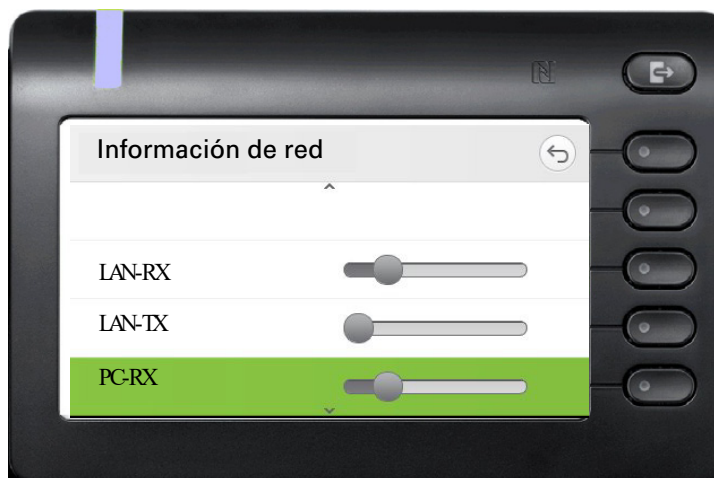 Información de red
LAN-RX
LAN-TX
PC-RX